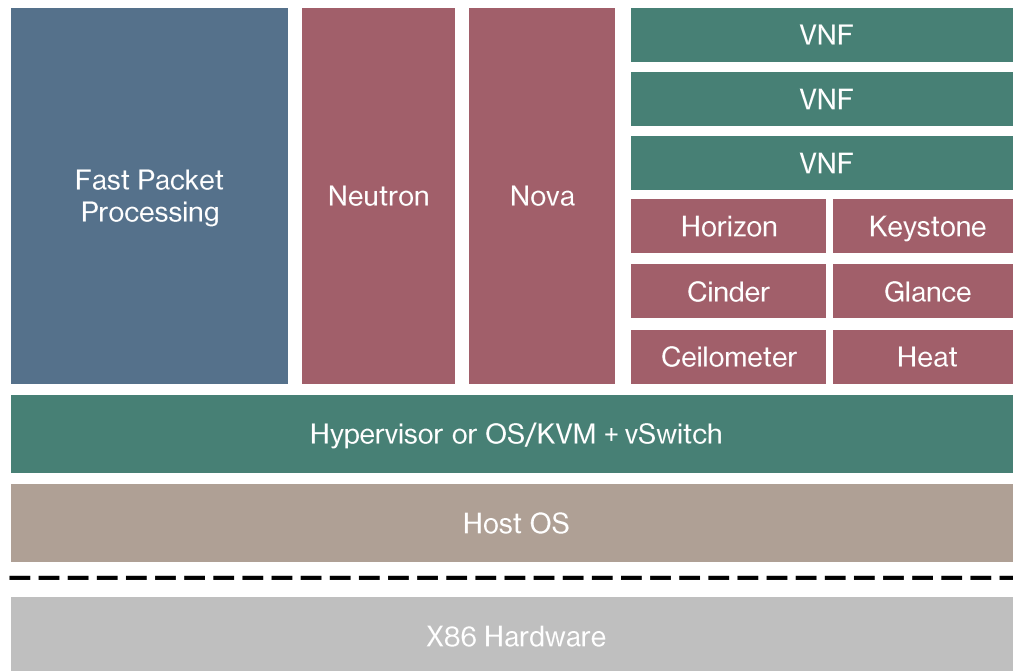 Fast Packet
Processing
Neutron
Nova
VNF
VNF
VNF
Horizon
Keystone
Cinder
Glance
Ceilometer
Heat
Hypervisor or OS/KVM + vSwitch
Host OS
X86 Hardware